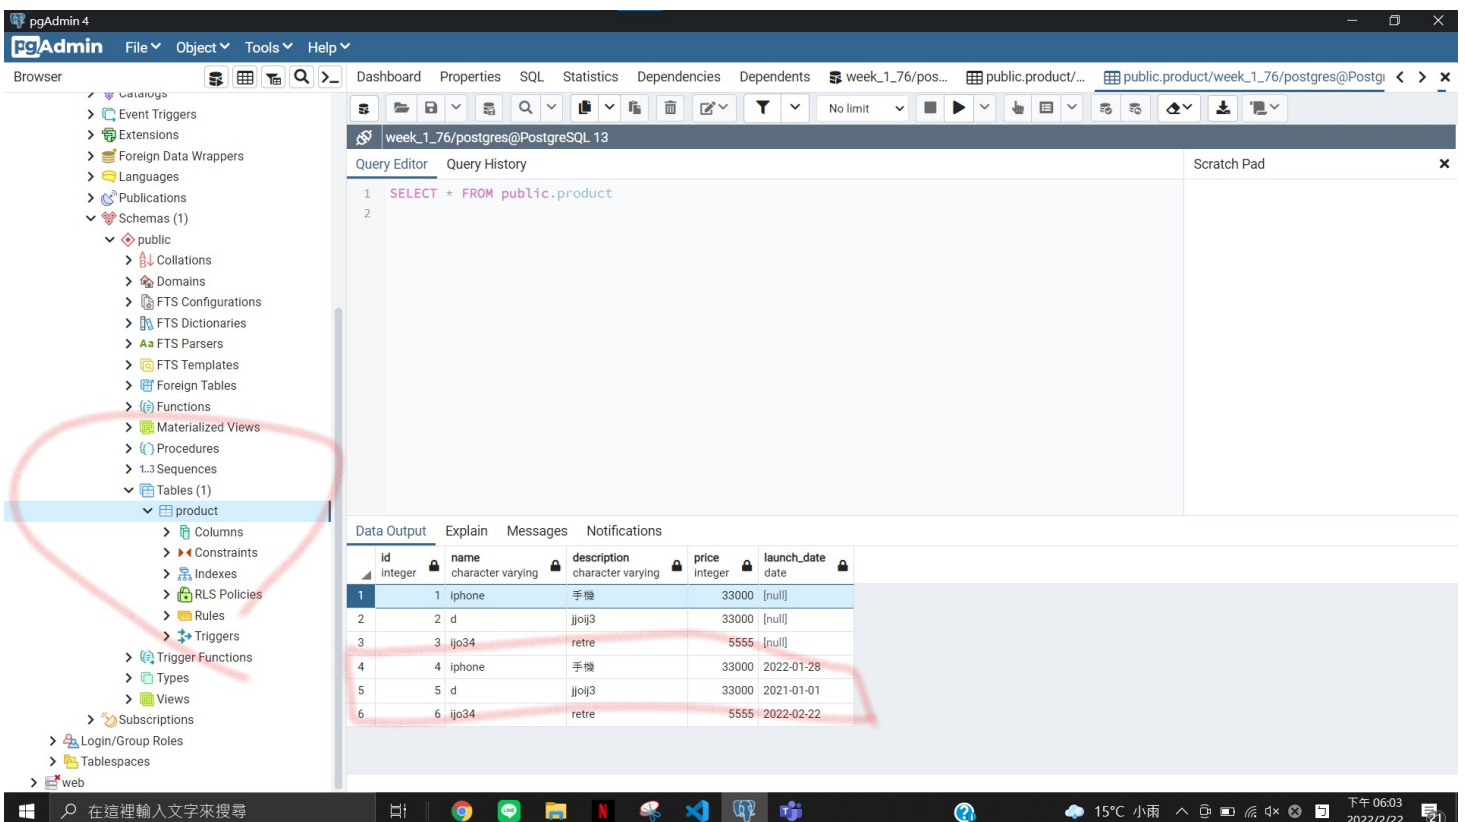 pgAdmin 4
pgAdmin File Object Tools Help
Browser
Dashboard Properties SQL Statistics Dependencies Dependents week_1_76/pos... public.product/... public.product/week_1_76/postgres@Postg
Catalogs
Event Triggers
Extensions
Foreign Data Wrappers
Languages
Publications
Schemas (1)
public
Collations
Domains
FTS Configurations
FTS Dictionaries
Aa FTS Parsers
FTS Templates
Foreign Tables
Functions
Materialized Views
Procedures
1..3 Sequences
Tables (1)
product
Columns
Constraints
Indexes
RLS Policies
Rules
Triggers
Trigger Functions
Types
Views
Subscriptions
Login/Group Roles
Tablespaces
web
No limit
week_1_76/postgres@PostgreSQL 13
Query Editor Query History
Scratch Pad
1 SELECT * FROM public.product
2
Data Output Explain Messages Notifications
id integer name character varying description character varying price integer launch_date date
1 1 iphone 手機 33000 [null]
2 2 d jjoij3 33000 [null]
3 3 ijo34 retre 5555 [null]
4 4 iphone 手機 33000 2022-01-28
5 5 d jjoij3 33000 2021-01-01
6 6 ijo34 retre 5555 2022-02-22
在這裡輸入文字來搜尋
15°C 小雨
下午 06:03
2022/2/22
21